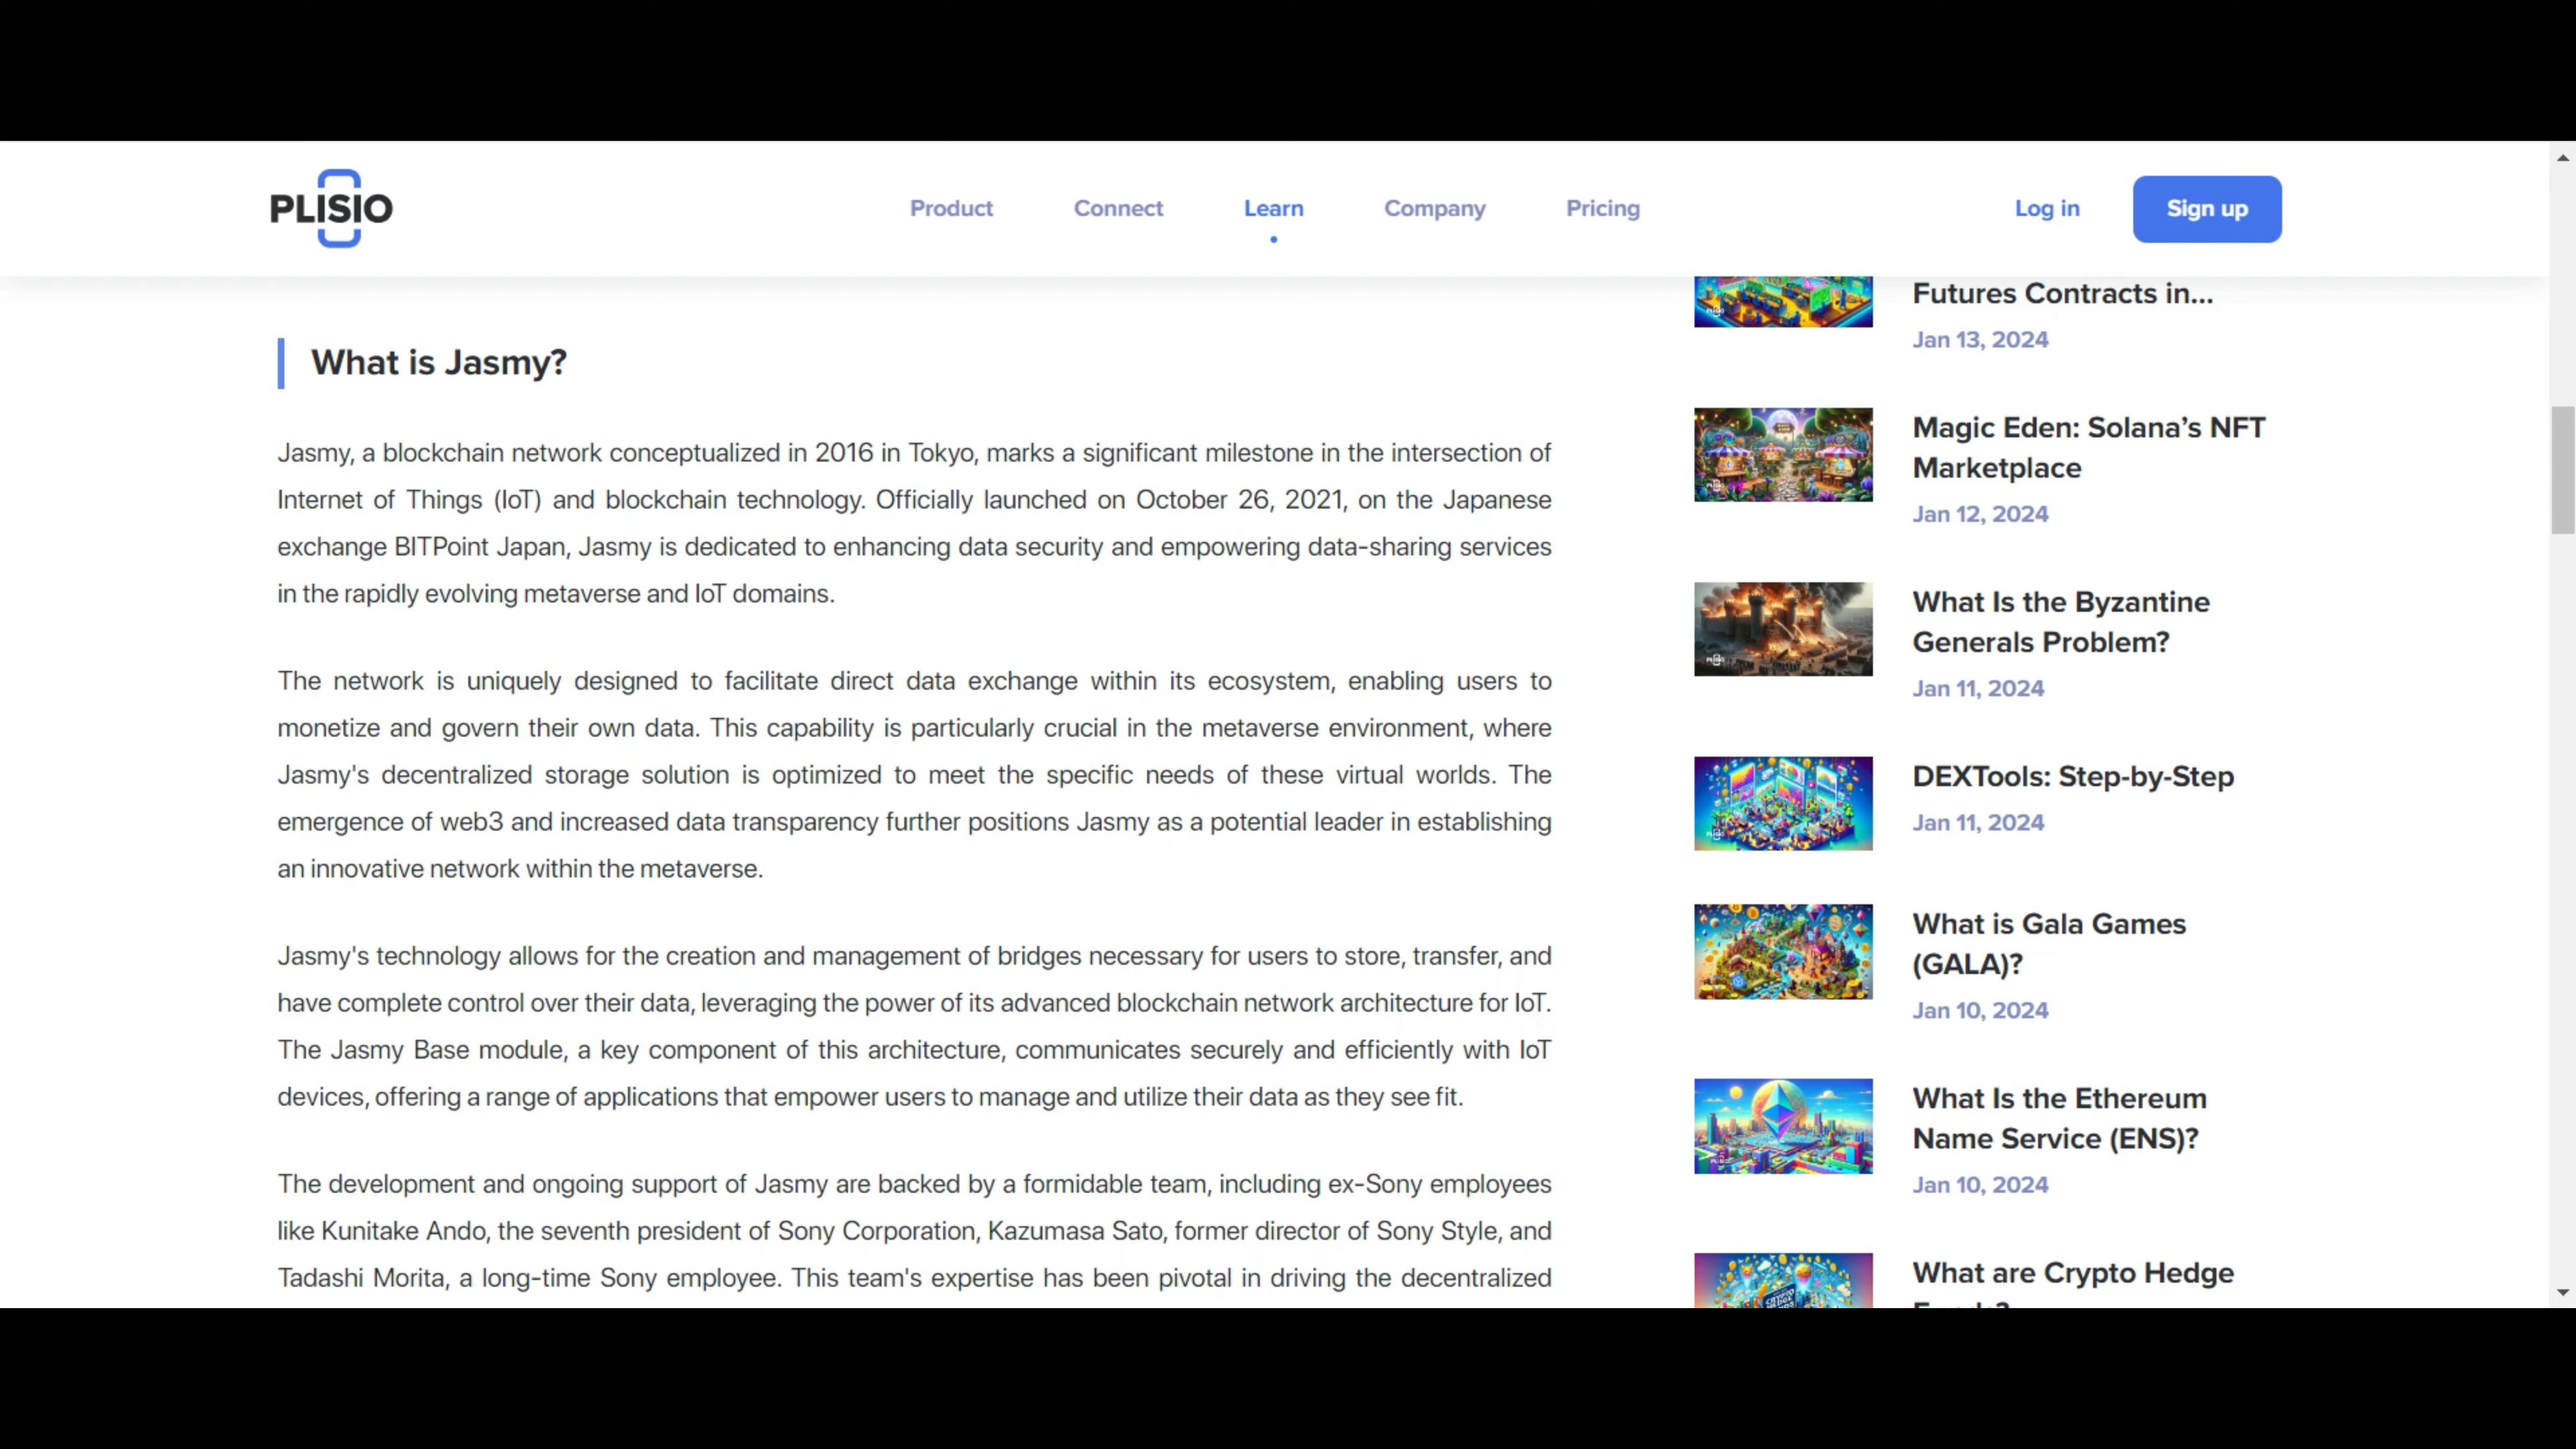 PLISIO
Product
Connect
Learn
Company
Pricing
Log in
Sign up
What is Jasmy?
Jasmy, a blockchain network conceptualized in 2016 in Tokyo, marks a significant milestone in the intersection of
Internet of Things (IoT) and blockchain technology. Officially launched on October 26, 2021, on the Japanese
exchange BITPoint Japan, Jasmy is dedicated to enhancing data security and empowering data-sharing services
in the rapidly evolving metaverse and IoT domains.
The network is uniquely designed to facilitate direct data exchange within its ecosystem, enabling users to
monetize and govern their own data. This capability is particularly crucial in the metaverse environment, where
Jasmy's decentralized storage solution is optimized to meet the specific needs of these virtual worlds. The
emergence of web3 and increased data transparency further positions Jasmy as a potential leader in establishing
an innovative network within the metaverse.
Jasmy's technology allows for the creation and management of bridges necessary for users to store, transfer, and
have complete control over their data, leveraging the power of its advanced blockchain network architecture for IoT.
The Jasmy Base module, a key component of this architecture, communicates securely and efficiently with IoT
devices, offering a range of applications that empower users to manage and utilize their data as they see fit.
The development and ongoing support of Jasmy are backed by a formidable team, including ex-Sony employees
like Kunitake Ando, the seventh president of Sony Corporation, Kazumasa Sato, former director of Sony Style, and
Tadashi Morita, a long-time Sony employee. This team's expertise has been pivotal in driving the decentralized
Futures Contracts in...
Jan 13, 2024
Magic Eden: Solana’s NFT
Marketplace
Jan 12, 2024
What Is the Byzantine
Generals Problem?
Jan 11, 2024
DEXTools: Step-by-Step
Jan 11, 2024
What is Gala Games
(GALA)?
Jan 10, 2024
What Is the Ethereum
Name Service (ENS)?
Jan 10, 2024
What are Crypto Hedge